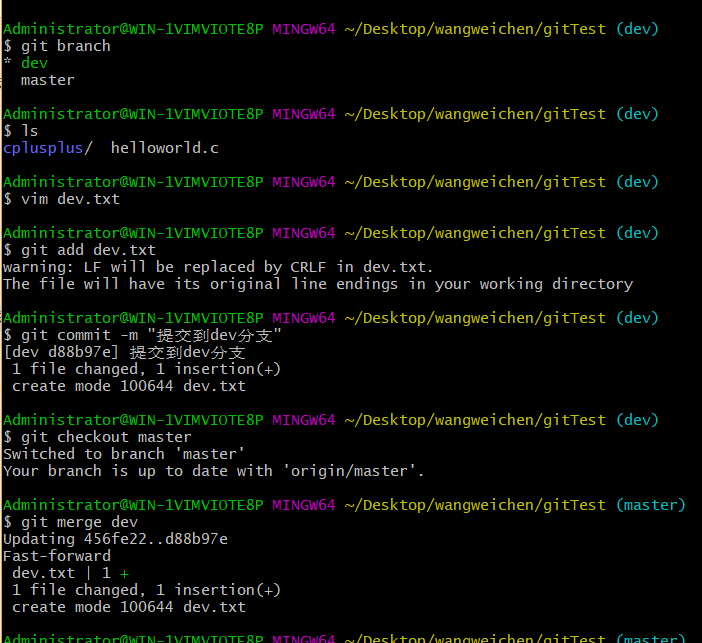 Administrator@WIN-1VIMVIOTE8P MINGW64 ~/Desktop/wangweichen/gitTest (dev)
$ git branch
* dev
  master
Administrator@WIN-1VIMVIOTE8P MINGW64 ~/Desktop/wangweichen/gitTest (dev)
$ ls
cplusplus/  helloworld.c
Administrator@WIN-1VIMVIOTE8P MINGW64 ~/Desktop/wangweichen/gitTest (dev)
$ vim dev.txt
Administrator@WIN-1VIMVIOTE8P MINGW64 ~/Desktop/wangweichen/gitTest (dev)
$ git add dev.txt
warning: LF will be replaced by CRLF in dev.txt.
The file will have its original line endings in your working directory
Administrator@WIN-1VIMVIOTE8P MINGW64 ~/Desktop/wangweichen/gitTest (dev)
$ git commit -m "提交到dev分支"
[dev d88b97e] 提交到dev分支
 1 file changed, 1 insertion(+)
 create mode 100644 dev.txt
Administrator@WIN-1VIMVIOTE8P MINGW64 ~/Desktop/wangweichen/gitTest (dev)
$ git checkout master
Switched to branch 'master'
Your branch is up to date with 'origin/master'.
Administrator@WIN-1VIMVIOTE8P MINGW64 ~/Desktop/wangweichen/gitTest (master)
$ git merge dev
Updating 456fe22..d88b97e
Fast-forward
 dev.txt | 1 +
 1 file changed, 1 insertion(+)
 create mode 100644 dev.txt
Administrator@WIN-1VIMVIOTE8P MINGW64 ~/Desktop/wangweichen/gitTest (master)